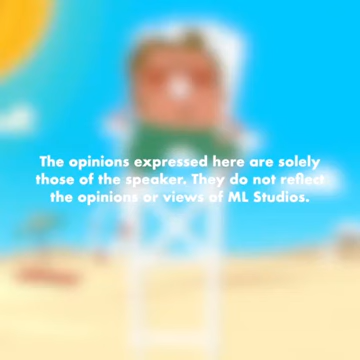 The opinions expressed here are solely
those of the speaker. They do not reflect
the opinions or views of ML Studios.